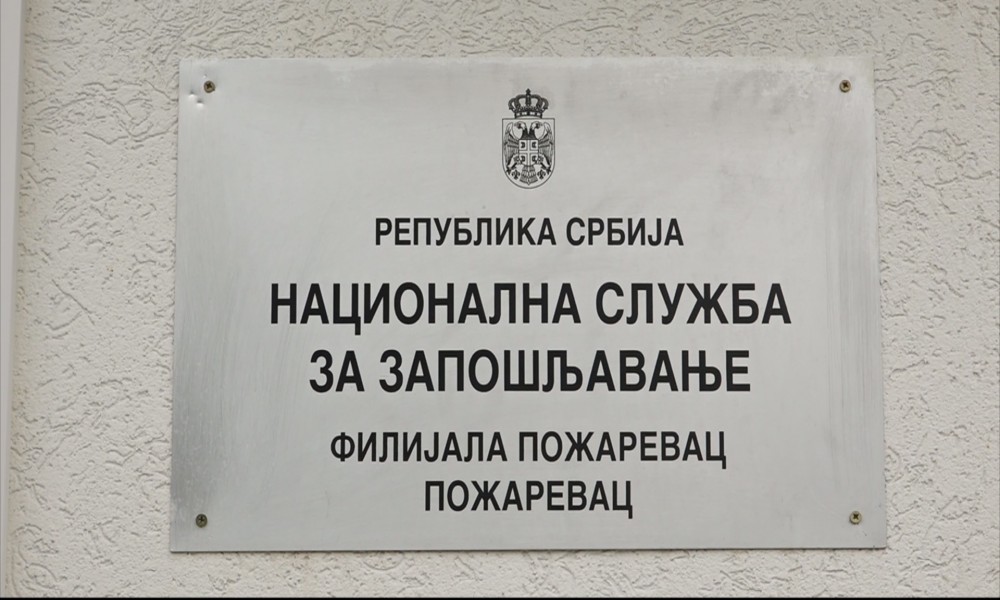 РЕПУБЛИКА СРБИЈА
НАЦИОНАЛНА СЛУЖБА
ЗА ЗАПОШЉАВАЊЕ
ФИЛИЈАЛА ПОЖАРЕВАЦ
ПОЖАРЕВАЦ